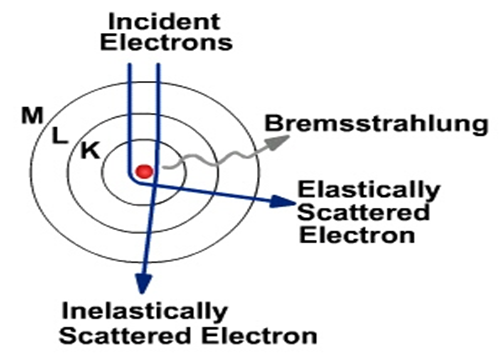 Incident
Electrons
M
L
K
Bremsstrahlung
Elastically
Scattered
Electron
Inelastically
Scattered Electron